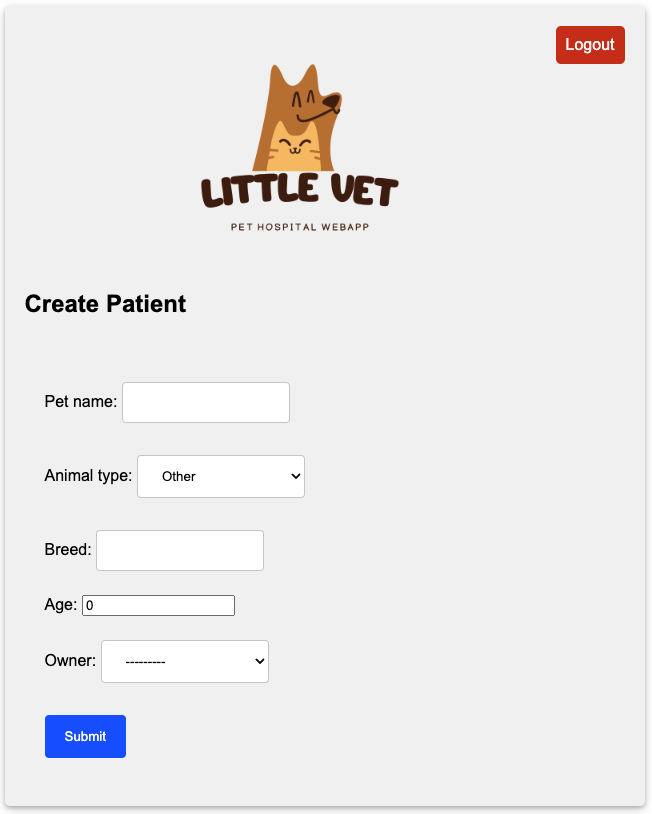 Logout
LITTLE VET
PET HOSPITAL WEBAPP
Create Patient
Pet name:
Animal type: Other
Breed:
Age: 0
Owner: ---------
Submit